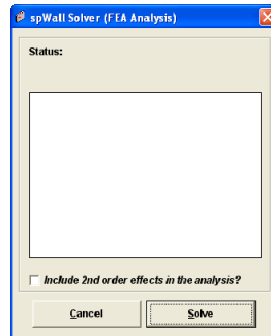 spWall Solver (FEA Analysis)
Status:
Include 2nd order effects in the analysis?
Cancel
Solve